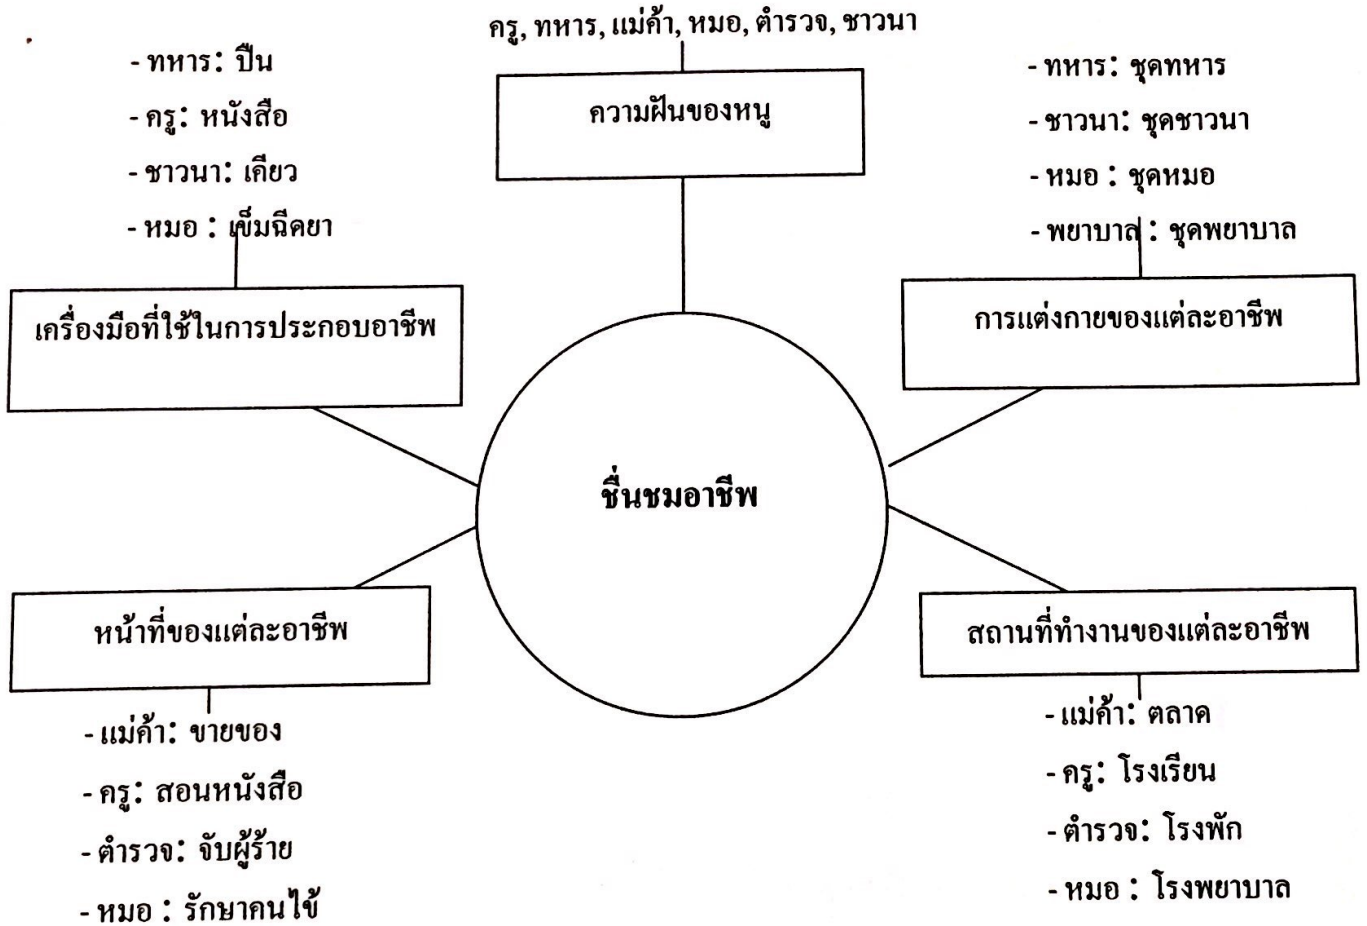 ครู, ทหาร, แม่ค้า, หมอ, ตำรวจ, ชาวนา
ความฝันของหนู
- ทหาร: ปืน
- ครู: หนังสือ
- ชาวนา: เคียว
- หมอ : เข็มฉีดยา
เครื่องมือที่ใช้ในการประกอบอาชีพ
- ทหาร: ชุดทหาร
- ชาวนา: ชุดชาวนา
- หมอ : ชุดหมอ
- พยาบาล : ชุดพยาบาล
การแต่งกายของแต่ละอาชีพ
ชื่นชมอาชีพ
หน้าที่ของแต่ละอาชีพ
- แม่ค้า: ขายของ
- ครู: สอนหนังสือ
- ตำรวจ: จับผู้ร้าย
- หมอ : รักษาคนไข้
สถานที่ทำงานของแต่ละอาชีพ
- แม่ค้า: ตลาด
- ครู: โรงเรียน
- ตำรวจ: โรงพัก
- หมอ : โรงพยาบาล